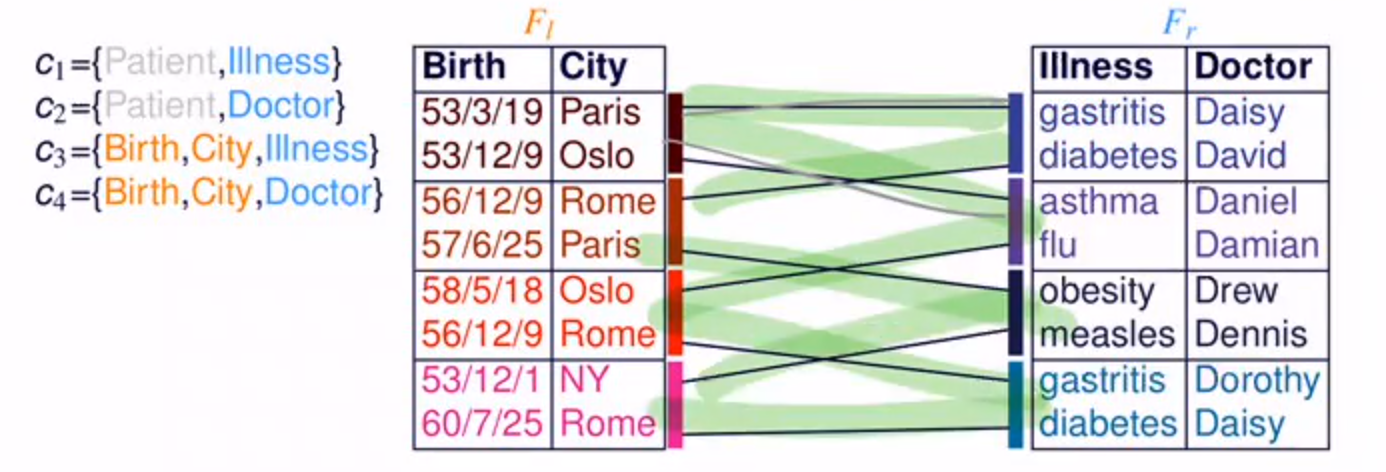 c1={Patient,Illness}
c2={Patient,Doctor}
c3={Birth,City,Illness}
c4={Birth,City,Doctor}
Fl
Birth City
53/3/19 Paris
53/12/9 Oslo
56/12/9 Rome
57/6/25 Paris
58/5/18 Oslo
56/12/9 Rome
53/12/1 NY
60/7/25 Rome
Fr
Illness Doctor
gastritis Daisy
diabetes David
asthma Daniel
flu Damian
obesity Drew
measles Dennis
gastritis Dorothy
diabetes Daisy